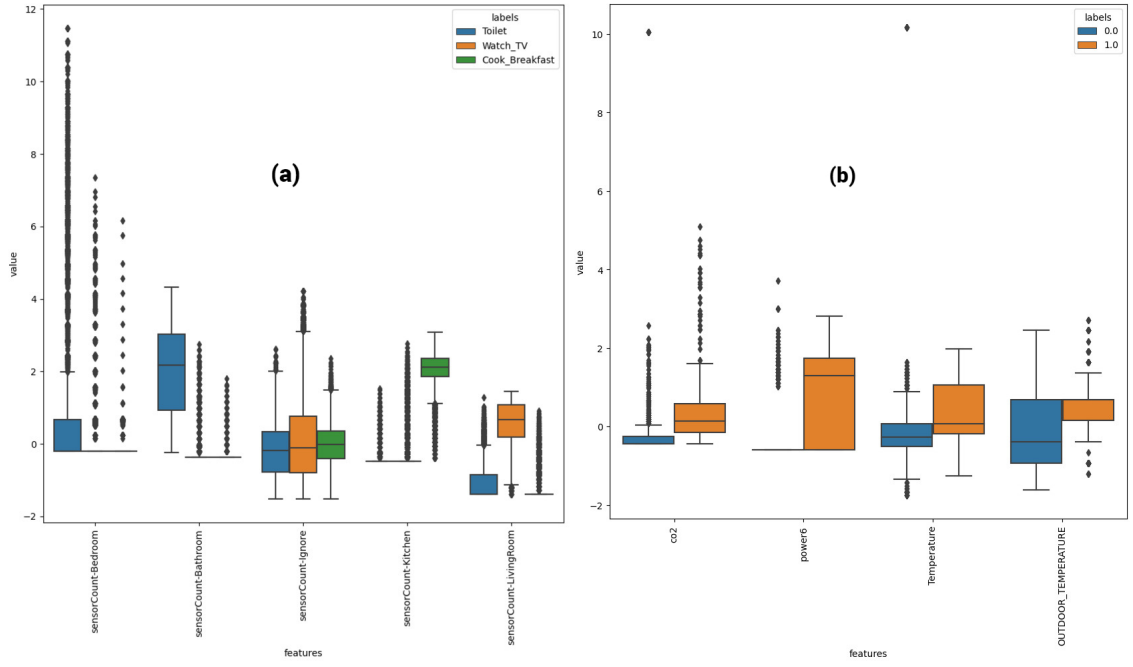 12
10
8
6
4
2
0
−2
value
labels
Toilet
Watch_TV
Cook_Breakfast
(a)
sensorCount-Bedroom
sensorCount-Bathroom
sensorCount-Ignore
sensorCount-Kitchen
sensorCount-LivingRoom
features
10
8
6
4
2
0
−2
value
labels
0.0
1.0
(b)
co2
power6
Temperature
OUTDOOR_TEMPERATURE
features